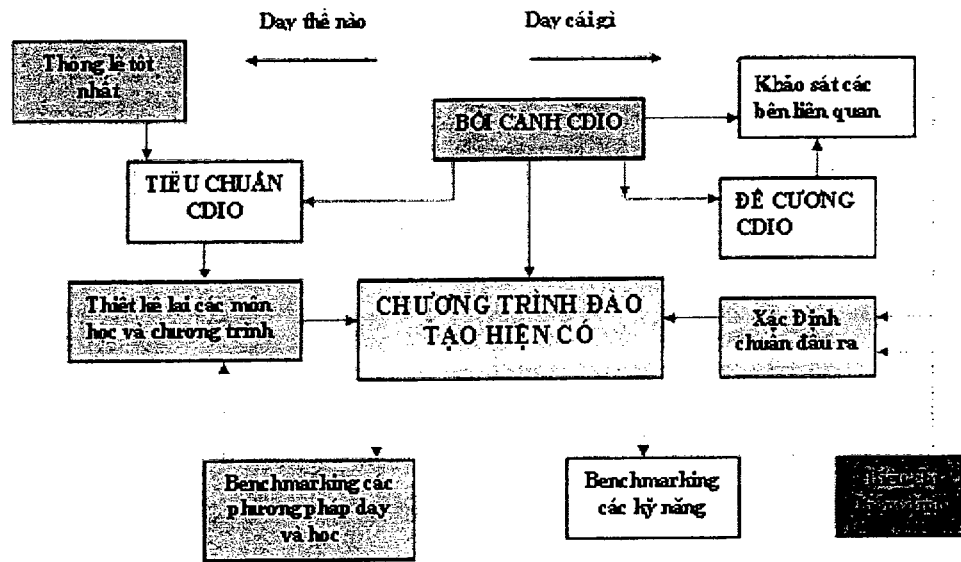 Dạy thế nào
Dạy cái gì
Thông lệ tốt
nhất
Khảo sát các
bên liên quan
BỐI CẢNH CDIO
TIÊU CHUẨN
CDIO
ĐỀ CƯƠNG
CDIO
Thiết kế lại các môn
học và chương trình
CHƯƠNG TRÌNH ĐÀO
TẠO HIỆN CÓ
Xác Định
chuẩn đầu ra
Benchmarking các
phương pháp dạy
và học
Benchmarking
các kỹ năng